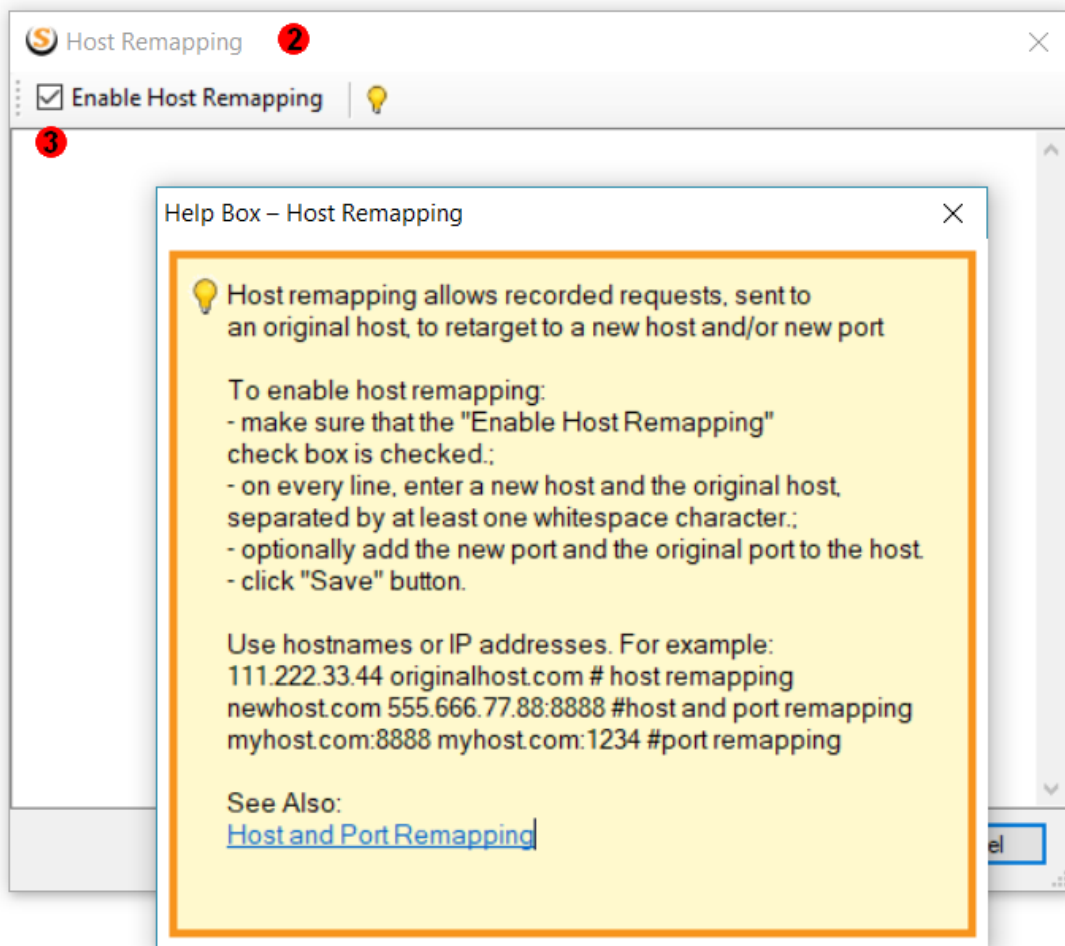 Host Remapping 2
Enable Host Remapping
3
Help Box – Host Remapping
Host remapping allows recorded requests, sent to
an original host, to retarget to a new host and/or new port
To enable host remapping:
- make sure that the "Enable Host Remapping"
check box is checked.;
- on every line, enter a new host and the original host,
separated by at least one whitespace character.;
- optionally add the new port and the original port to the host.
- click "Save" button.
Use hostnames or IP addresses. For example:
111.222.33.44 originalhost.com # host remapping
newhost.com 555.666.77.88:8888 #host and port remapping
myhost.com:8888 myhost.com:1234 #port remapping
See Also:
Host and Port Remapping
el